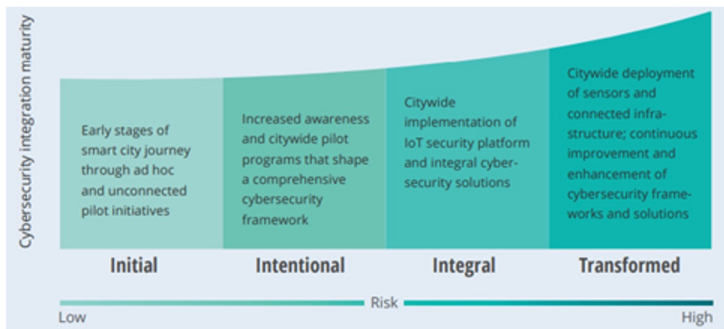 Cybersecurity integration maturity
Early stages of
smart city journey
through ad hoc
and unconnected
pilot initiatives
Increased awareness
and citywide pilot
programs that shape
a comprehensive
cybersecurity
framework
Citywide
implementation of
IoT security platform
and integral cyber-
security solutions
Citywide deployment
of sensors and
connected infra-
structure; continuous
improvement and
enhancement of
cybersecurity frame-
works and solutions
Initial
Intentional
Integral
Transformed
Risk
Low
High